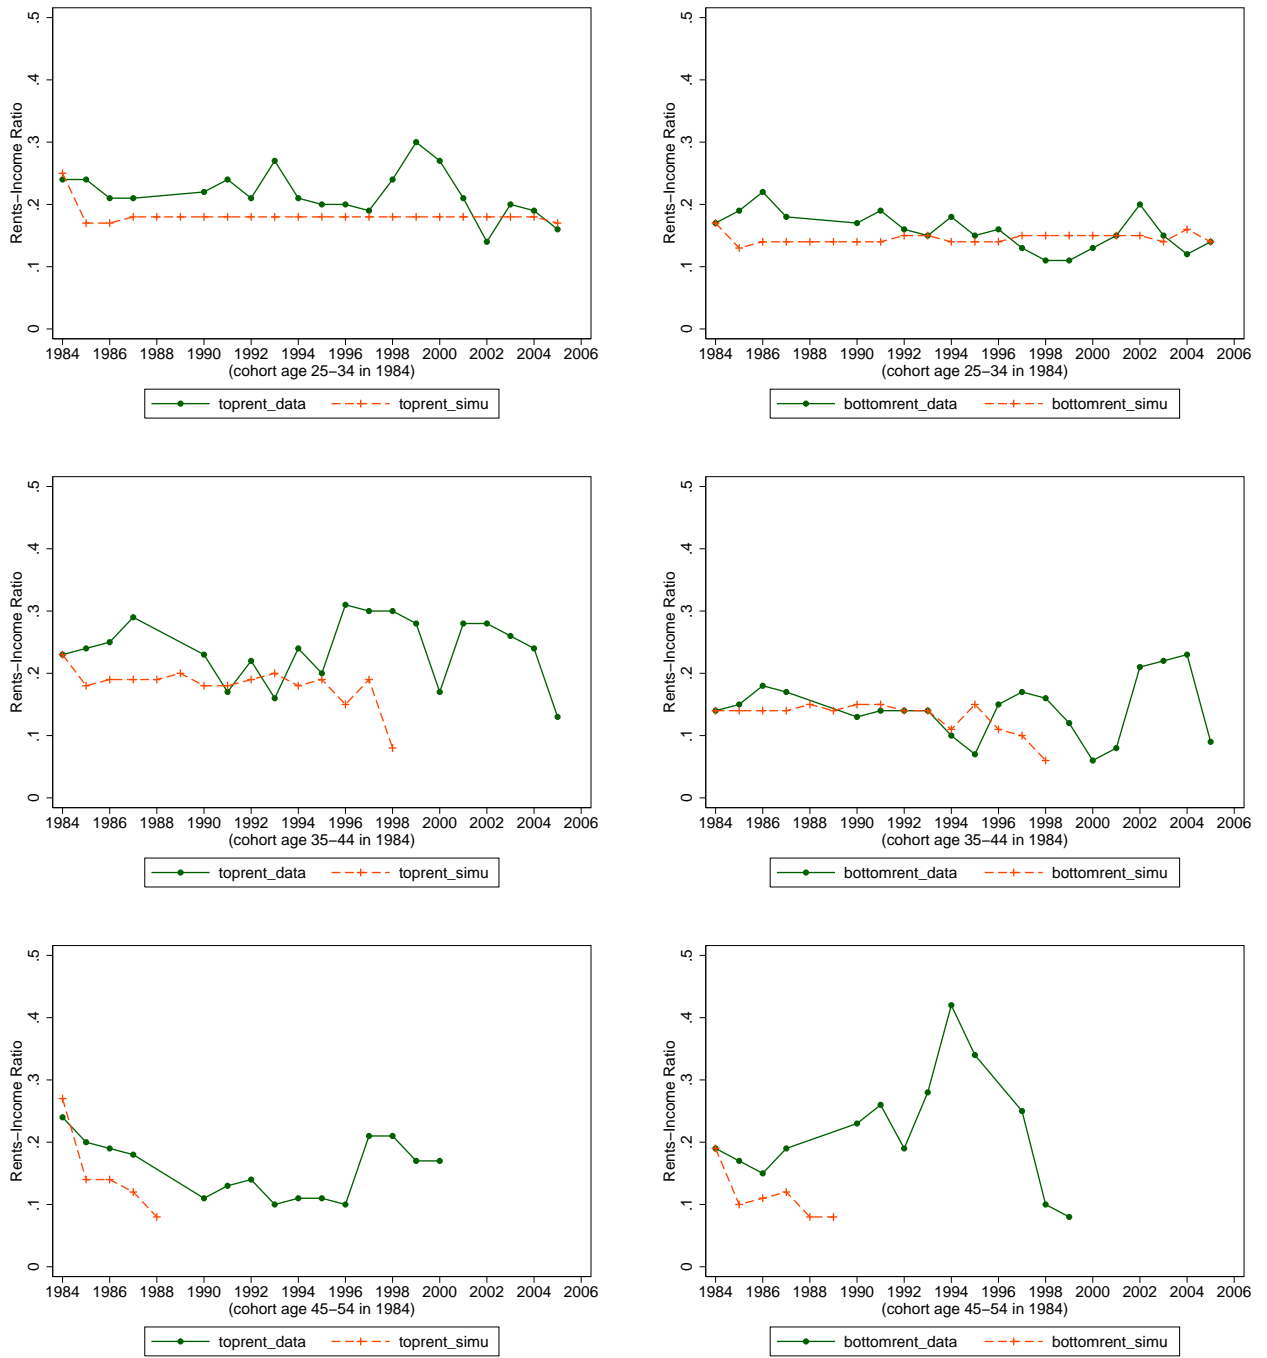 Rents−Income Ratio
0 .1 .2 .3 .4 .5
1984 1986 1988 1990 1992 1994 1996 1998 2000 2002 2004 2006
(cohort age 25−34 in 1984)
toprent_data toprent_simu
Rents−Income Ratio
0 .1 .2 .3 .4 .5
1984 1986 1988 1990 1992 1994 1996 1998 2000 2002 2004 2006
(cohort age 25−34 in 1984)
bottomrent_data bottomrent_simu
Rents−Income Ratio
0 .1 .2 .3 .4 .5
1984 1986 1988 1990 1992 1994 1996 1998 2000 2002 2004 2006
(cohort age 35−44 in 1984)
toprent_data toprent_simu
Rents−Income Ratio
0 .1 .2 .3 .4 .5
1984 1986 1988 1990 1992 1994 1996 1998 2000 2002 2004 2006
(cohort age 35−44 in 1984)
bottomrent_data bottomrent_simu
Rents−Income Ratio
0 .1 .2 .3 .4 .5
1984 1986 1988 1990 1992 1994 1996 1998 2000 2002 2004 2006
(cohort age 45−54 in 1984)
toprent_data toprent_simu
Rents−Income Ratio
0 .1 .2 .3 .4 .5
1984 1986 1988 1990 1992 1994 1996 1998 2000 2002 2004 2006
(cohort age 45−54 in 1984)
bottomrent_data bottomrent_simu